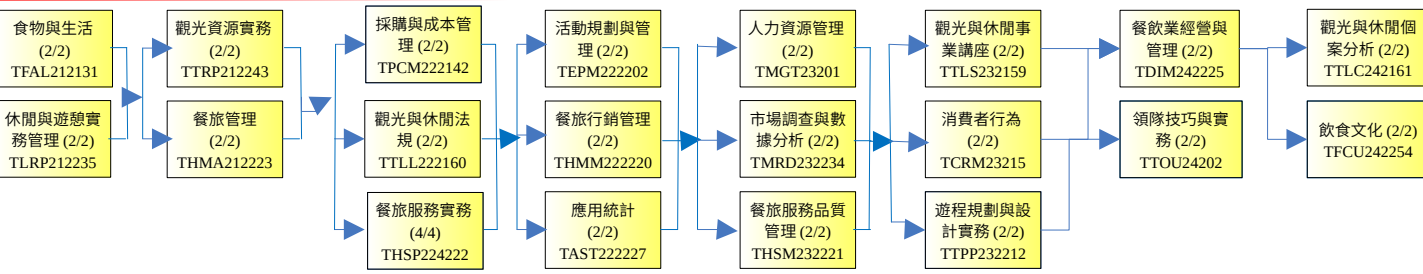 食物與生活
(2/2)
TFAL212131
休閒與遊憩實
務管理 (2/2)
TLRP212235
觀光資源實務
(2/2)
TTRP212243
餐旅管理
(2/2)
THMA212223
採購與成本管
理 (2/2)
TPCM222142
觀光與休閒法
規 (2/2)
TTLL222160
餐旅服務實務
(4/4)
THSP224222
活動規劃與管
理 (2/2)
TEPM222202
餐旅行銷管理
(2/2)
THMM222220
應用統計
(2/2)
TAST222227
人力資源管理
(2/2)
TMGT23201
市場調查與數
據分析 (2/2)
TMRD232234
餐旅服務品質
管理 (2/2)
THSM232221
觀光與休閒事
業講座 (2/2)
TTLS232159
消費者行為
(2/2)
TCRM23215
遊程規劃與設
計實務 (2/2)
TTPP232212
餐飲業經營與
管理 (2/2)
TDIM242225
領隊技巧與實
務 (2/2)
TTOU24202
觀光與休閒個
案分析 (2/2)
TTLC242161
飲食文化 (2/2)
TFCU242254